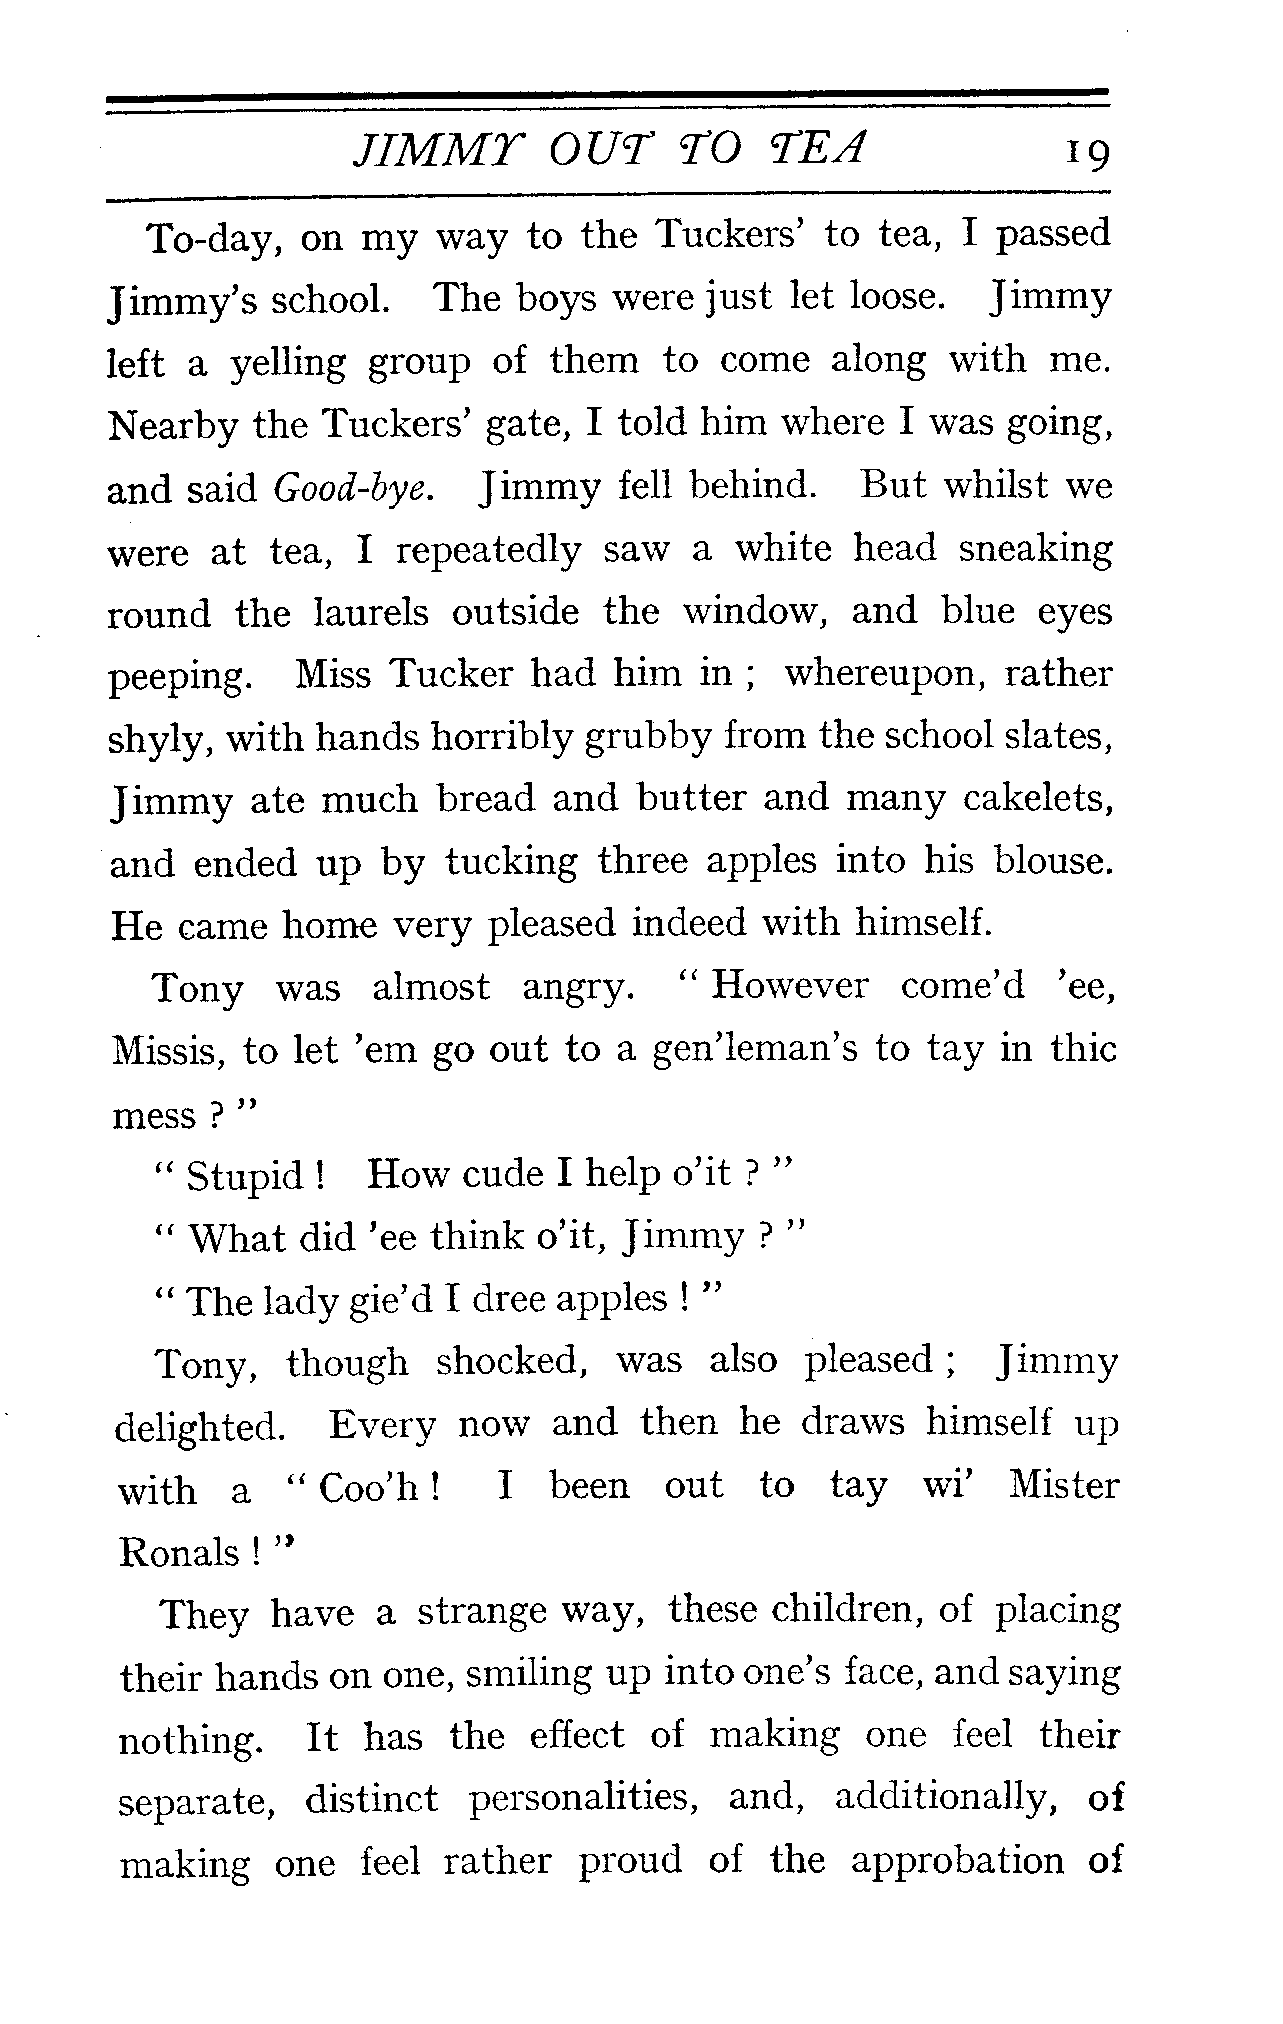 JIMMY OUT TO TEA 19
To-day, on my way to the Tuckers' to tea, I passed
Jimmy's school. The boys were just let loose. Jimmy
left a yelling group of them to come along with me.
Nearby the Tuckers' gate, I told him where I was going,
and said Good-bye. Jimmy fell behind. But whilst we
were at tea, I repeatedly saw a white head sneaking
round the laurels outside the window, and blue eyes
peeping. Miss Tucker had him in ; whereupon, rather
shyly, with hands horribly grubby from the school slates,
Jimmy ate much bread and butter and many cakelets,
and ended up by tucking three apples into his blouse.
He came home very pleased indeed with himself.
Tony was almost angry. “ However come'd 'ee,
Missis, to let 'em go out to a gen'leman's to tay in thic
mess ? ”
“ Stupid ! How cude I help o'it ? ”
“ What did 'ee think o'it, Jimmy ? ”
“ The lady gie'd I dree apples ! ”
Tony, though shocked, was also pleased ; Jimmy
delighted. Every now and then he draws himself up
with a “ Coo'h ! I been out to tay wi' Mister
Ronals ! ”
They have a strange way, these children, of placing
their hands on one, smiling up into one's face, and saying
nothing. It has the effect of making one feel their
separate, distinct personalities, and, additionally, of
making one feel rather proud of the approbation of